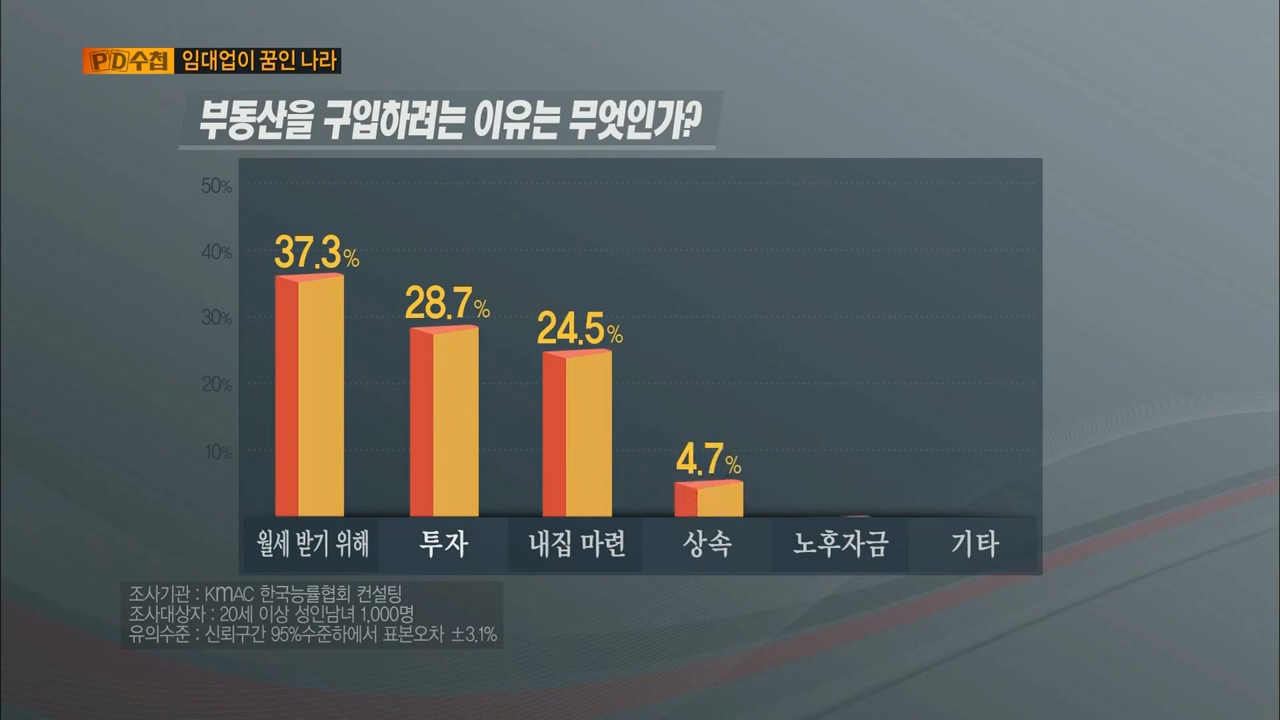 PD수첩 임대업이 꿈인 나라
부동산을 구입하려는 이유는 무엇인가?
50%
40%
30%
20%
10%
37.3%
28.7%
24.5%
4.7%
월세 받기 위해 투자 내집 마련 상속 노후자금 기타
조사기관 : KMAC 한국능률협회 컨설팅
조사대상자 : 20세 이상 성인남녀 1,000명
유의수준 : 신뢰구간 95%수준하에서 표본오차 ±3.1%